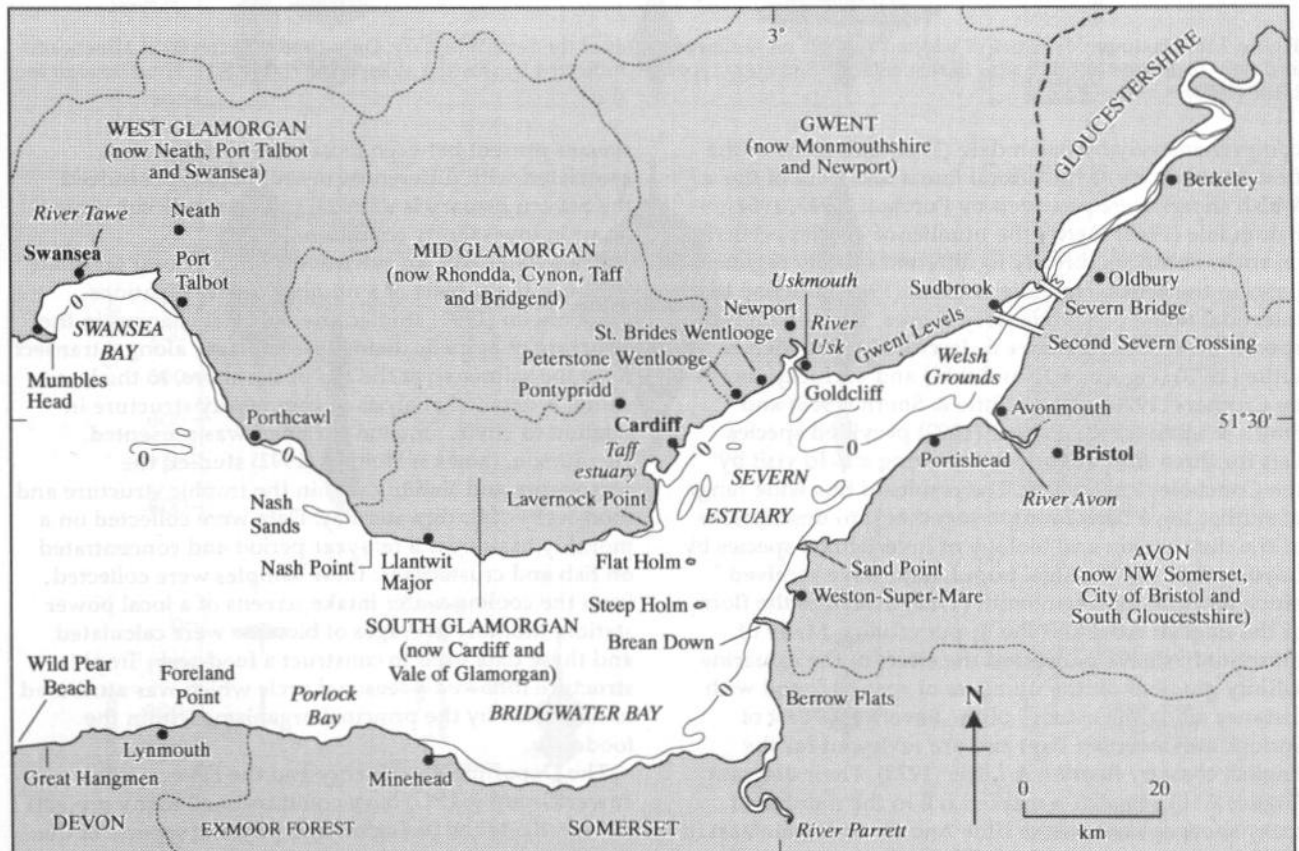 3°
WEST GLAMORGAN
(now Neath, Port Talbot
and Swansea)
GWENT
(now Monmouthshire
and Newport)
GLOUCESTERSHIRE
Berkeley
River Tawe
Neath
Swansea
Port
Talbot
MID GLAMORGAN
(now Rhondda, Cynon, Taff
and Bridgend)
Uskmouth
Sudbrook
Oldbury
0
SWANSEA
BAY
Newport
River
Usk
Gwent Levels
Severn Bridge
St. Brides Wentlooge
Second Severn Crossing
Peterstone Wentlooge
Welsh
Grounds
Mumbles
Head
Pontypridd
Goldcliff
Porthcawl
Cardiff
Avonmouth
51°30
0
Taff
estuary
Portishead
Bristol
0
SEVERN
ESTUARY
River Avon
Nash
Sands
Lavernock Point
Nash Point
Llantwit
Major
Flat Holm
Sand Point
AVON
(now NW Somerset,
City of Bristol and
South Gloucestshire)
Steep Holm
Weston-Super-Mare
SOUTH GLAMORGAN
(now Cardiff and
Vale of Glamorgan)
Brean Down
Wild Pear
Beach
Foreland
Point
Porlock
Bay
BRIDGWATER BAY
0
Berrow Flats
N
Lynmouth
Great Hangmen
Minehead
0
0 20
km
DEVON
EXMOOR FOREST
SOMERSET
River Parrett